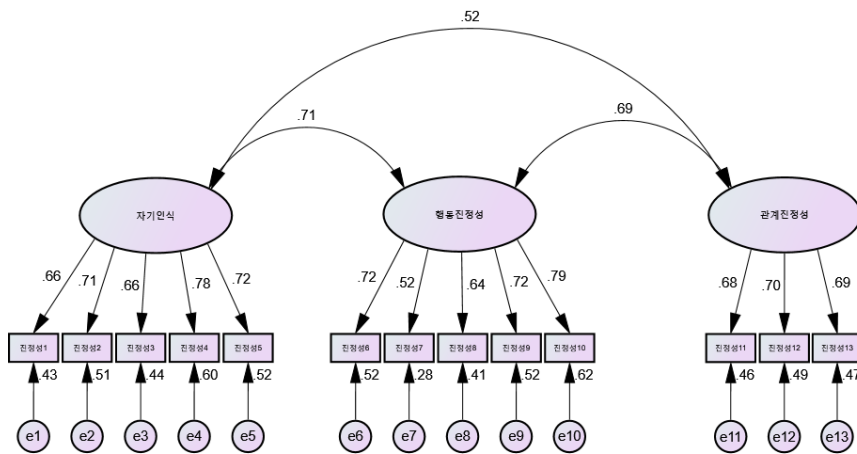 .52
.71
.69
자기인식
행동진정성
관계진정성
.66 .71 .66 .78 .72 .72 .52 .64 .72 .79 .68 .70 .69
진정성1 진정성2 진정성3 진정성4 진정성5 진정성6 진정성7 진정성8 진정성9 진정성10 진정성11 진정성12 진정성13
.43 .51 .44 .60 .52 .52 .28 .41 .52 .62 .46 .49 .47
e1 e2 e3 e4 e5 e6 e7 e8 e9 e10 e11 e12 e13